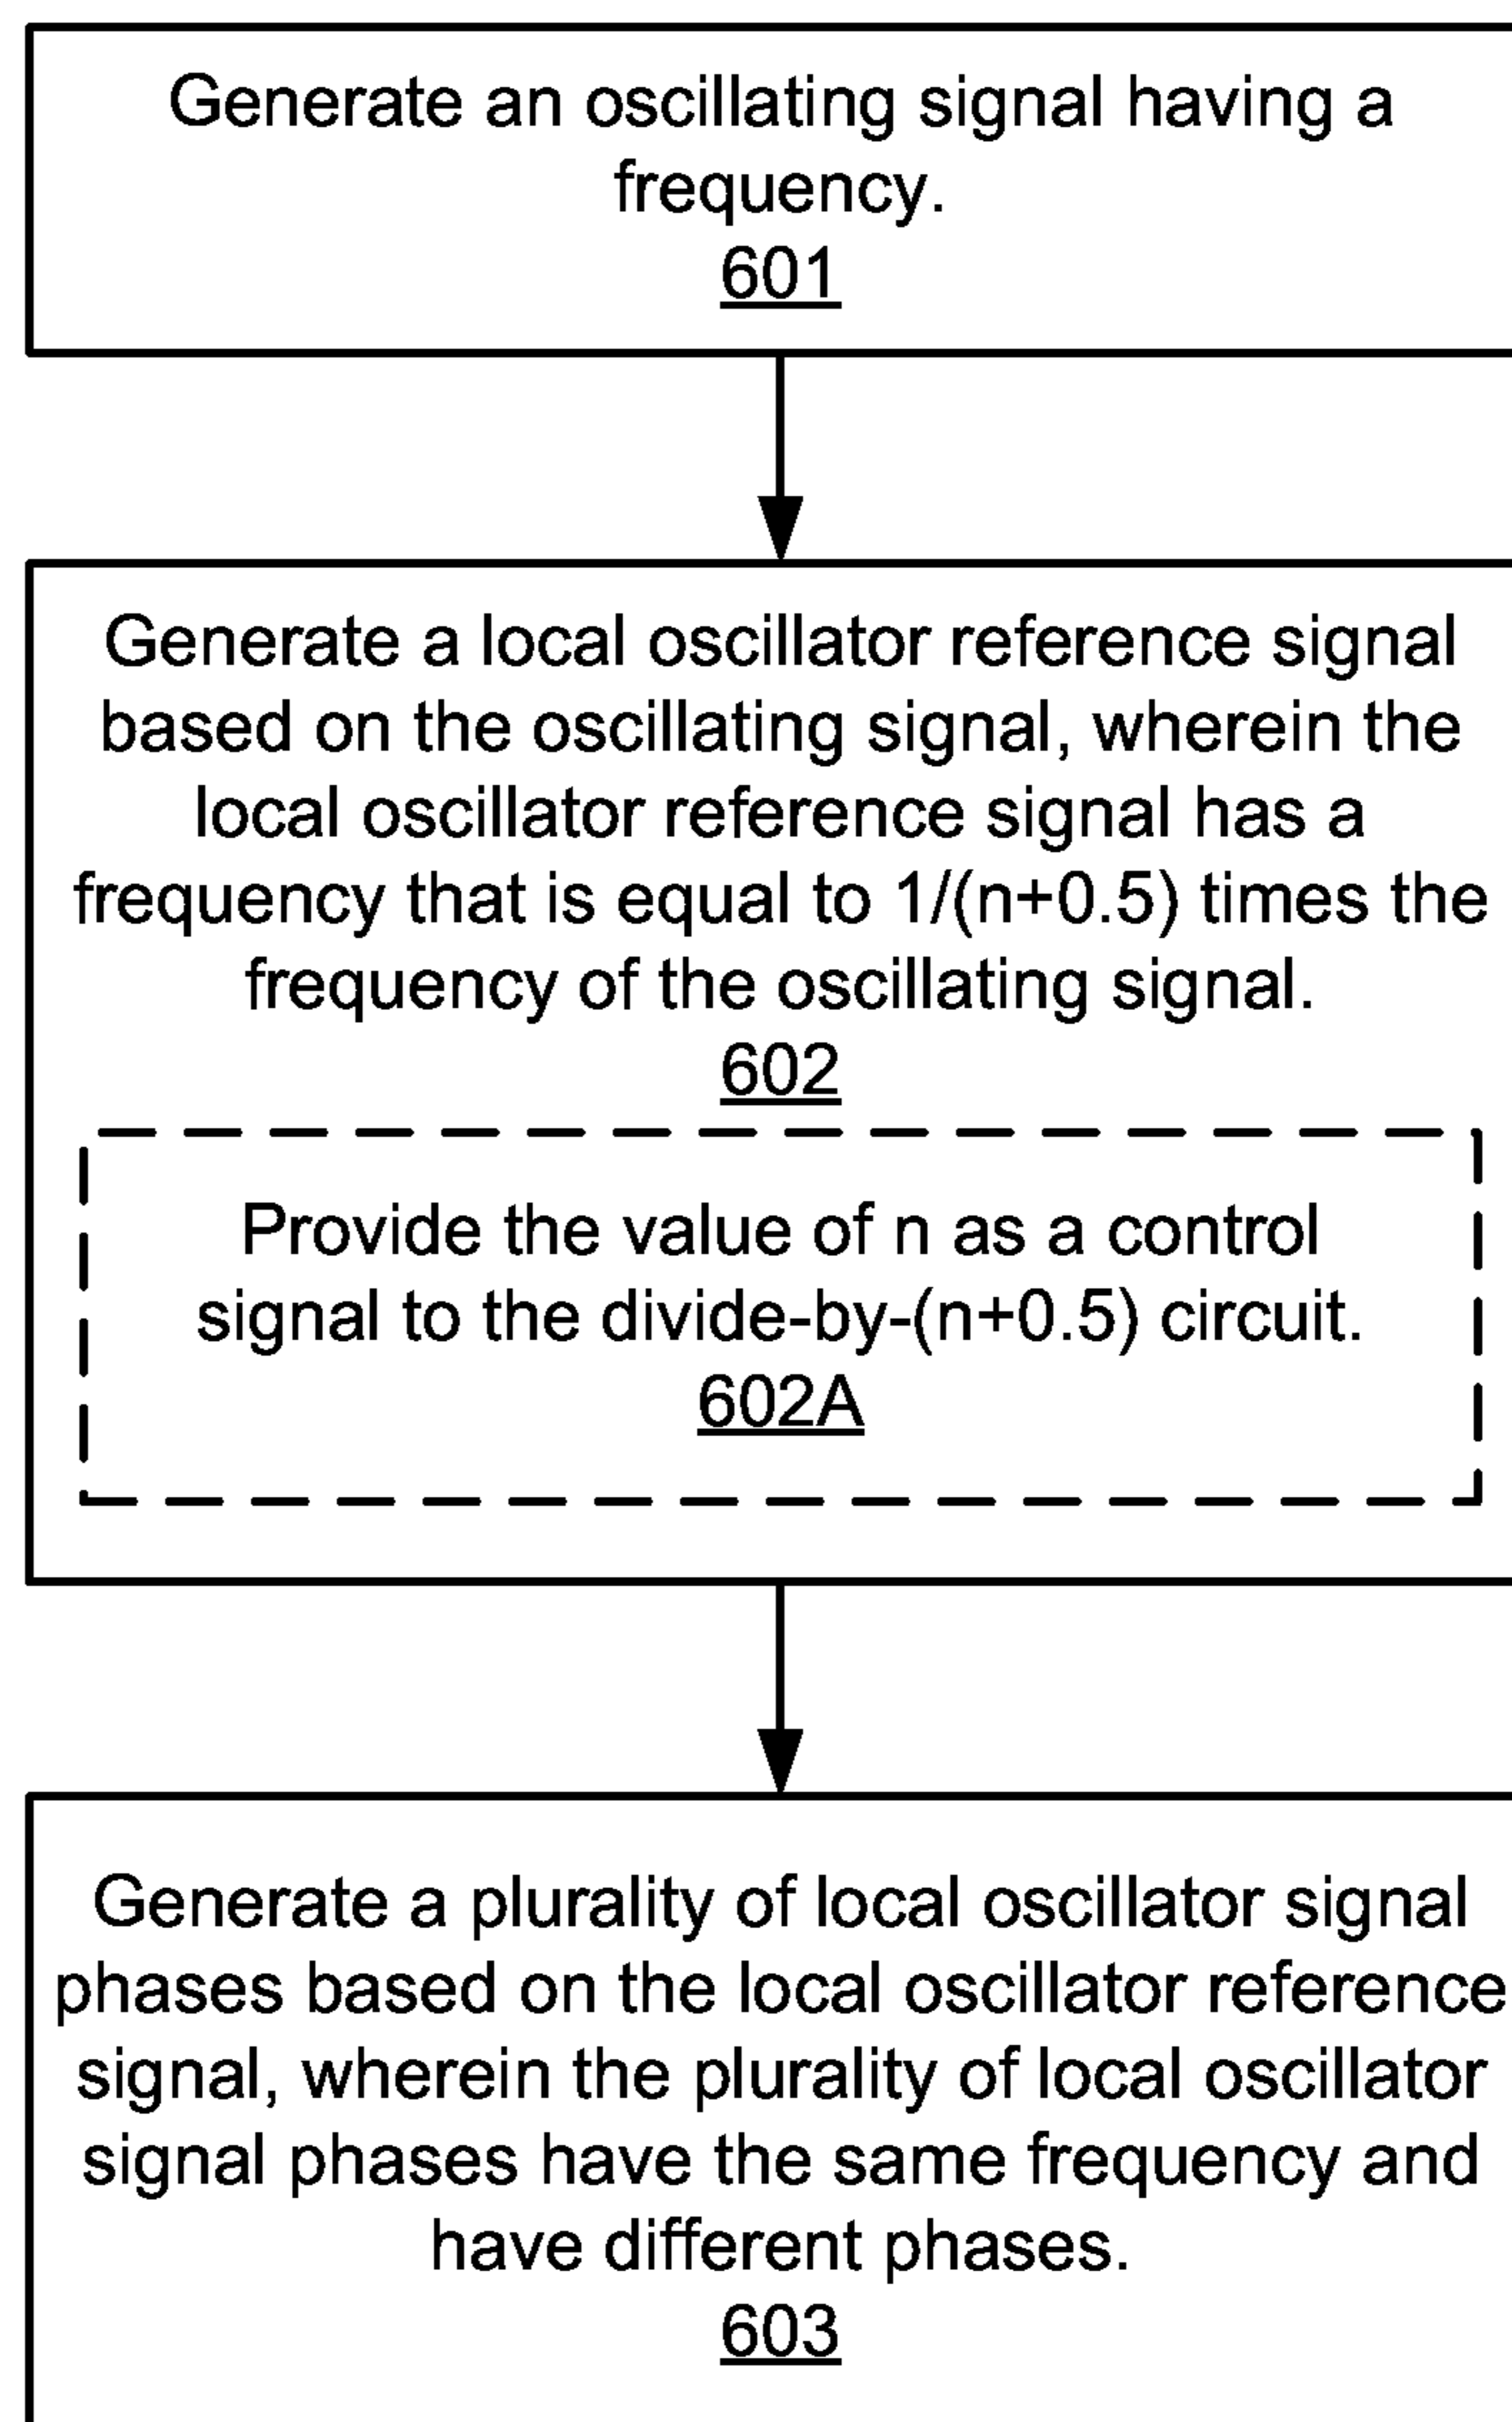 Generate an oscillating signal having a
frequency.
601
Generate a local oscillator reference signal
based on the oscillating signal, wherein the
local oscillator reference signal has a
frequency that is equal to 1/(n+0.5) times the
frequency of the oscillating signal.
602
Provide the value of n as a control
signal to the divide-by-(n+0.5) circuit.
602A
Generate a plurality of local oscillator signal
phases based on the local oscillator reference
signal, wherein the plurality of local oscillator
signal phases have the same frequency and
have different phases.
603